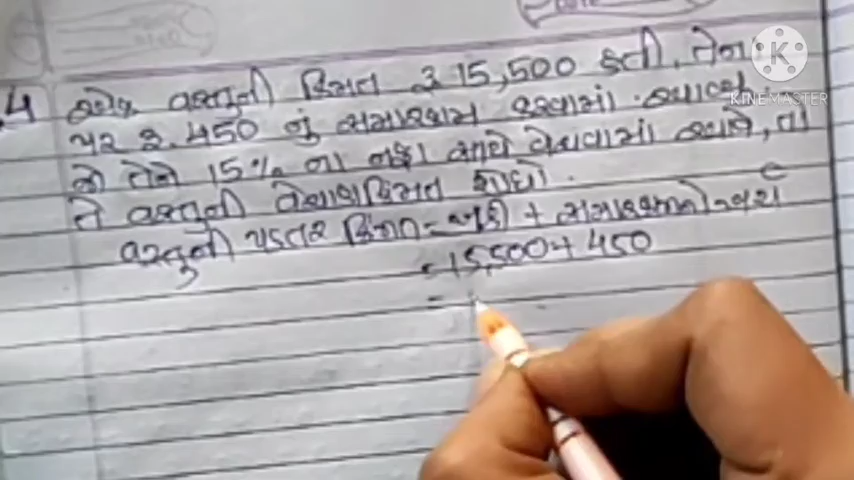 4 એક વસ્તુની કિંમત રૂ 15,500 હતી. તેના
પર રૂ. 450 નું સમારકામ કરવામાં આવ્યું.
જો તેને 15% ના નફા સાથે વેચવામાં આવે, તો
તે વસ્તુની વેચાણકિંમત શોધો.
વસ્તુની પડતર કિંમત = ખરીદી + સમારકામનો ખર્ચ
= 15,500 + 450
=
KINEMASTER